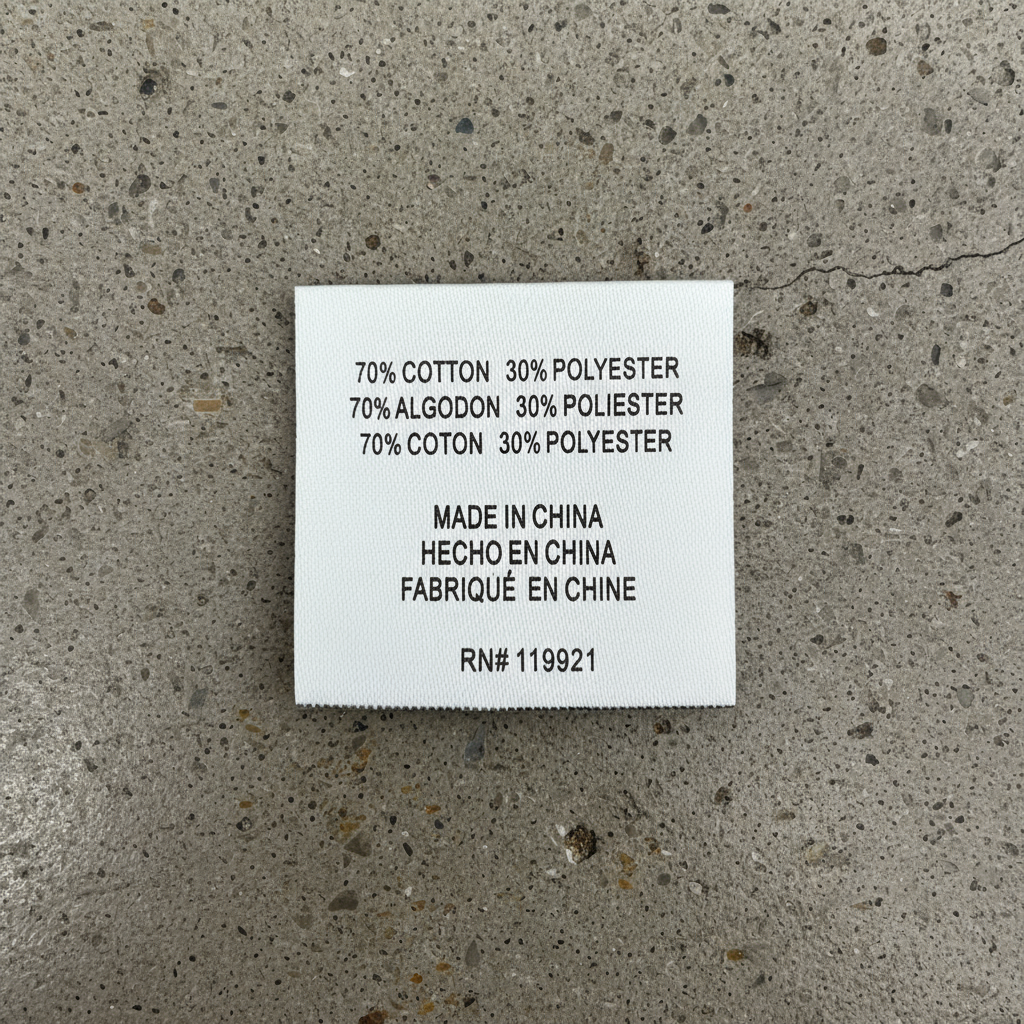 70% COTTON 30% POLYESTER
70% ALGODON 30% POLIESTER
70% COTON 30% POLYESTER
MADE IN CHINA
HECHO EN CHINA
FABRIQUÉ EN CHINE
RN# 119921